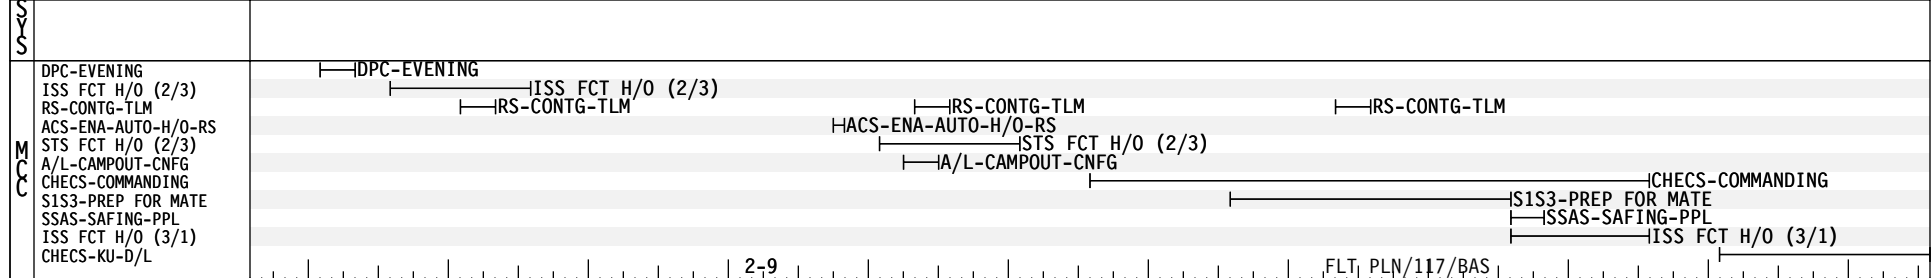 SYS
MCC
DPC-EVENING DPC-EVENING
ISS FCT H/O (2/3) ISS FCT H/O (2/3)
RS-CONTG-TLM RS-CONTG-TLM RS-CONTG-TLM RS-CONTG-TLM
ACS-ENA-AUTO-H/O-RS ACS-ENA-AUTO-H/O-RS
STS FCT H/O (2/3) STS FCT H/O (2/3)
A/L-CAMPOUT-CNFG A/L-CAMPOUT-CNFG
CHECS-COMMANDING CHECS-COMMANDING
S1S3-PREP FOR MATE S1S3-PREP FOR MATE
SSAS-SAFING-PPL SSAS-SAFING-PPL
ISS FCT H/O (3/1) ISS FCT H/O (3/1)
CHECS-KU-D/L
2-9 FLT PLN/117/BAS